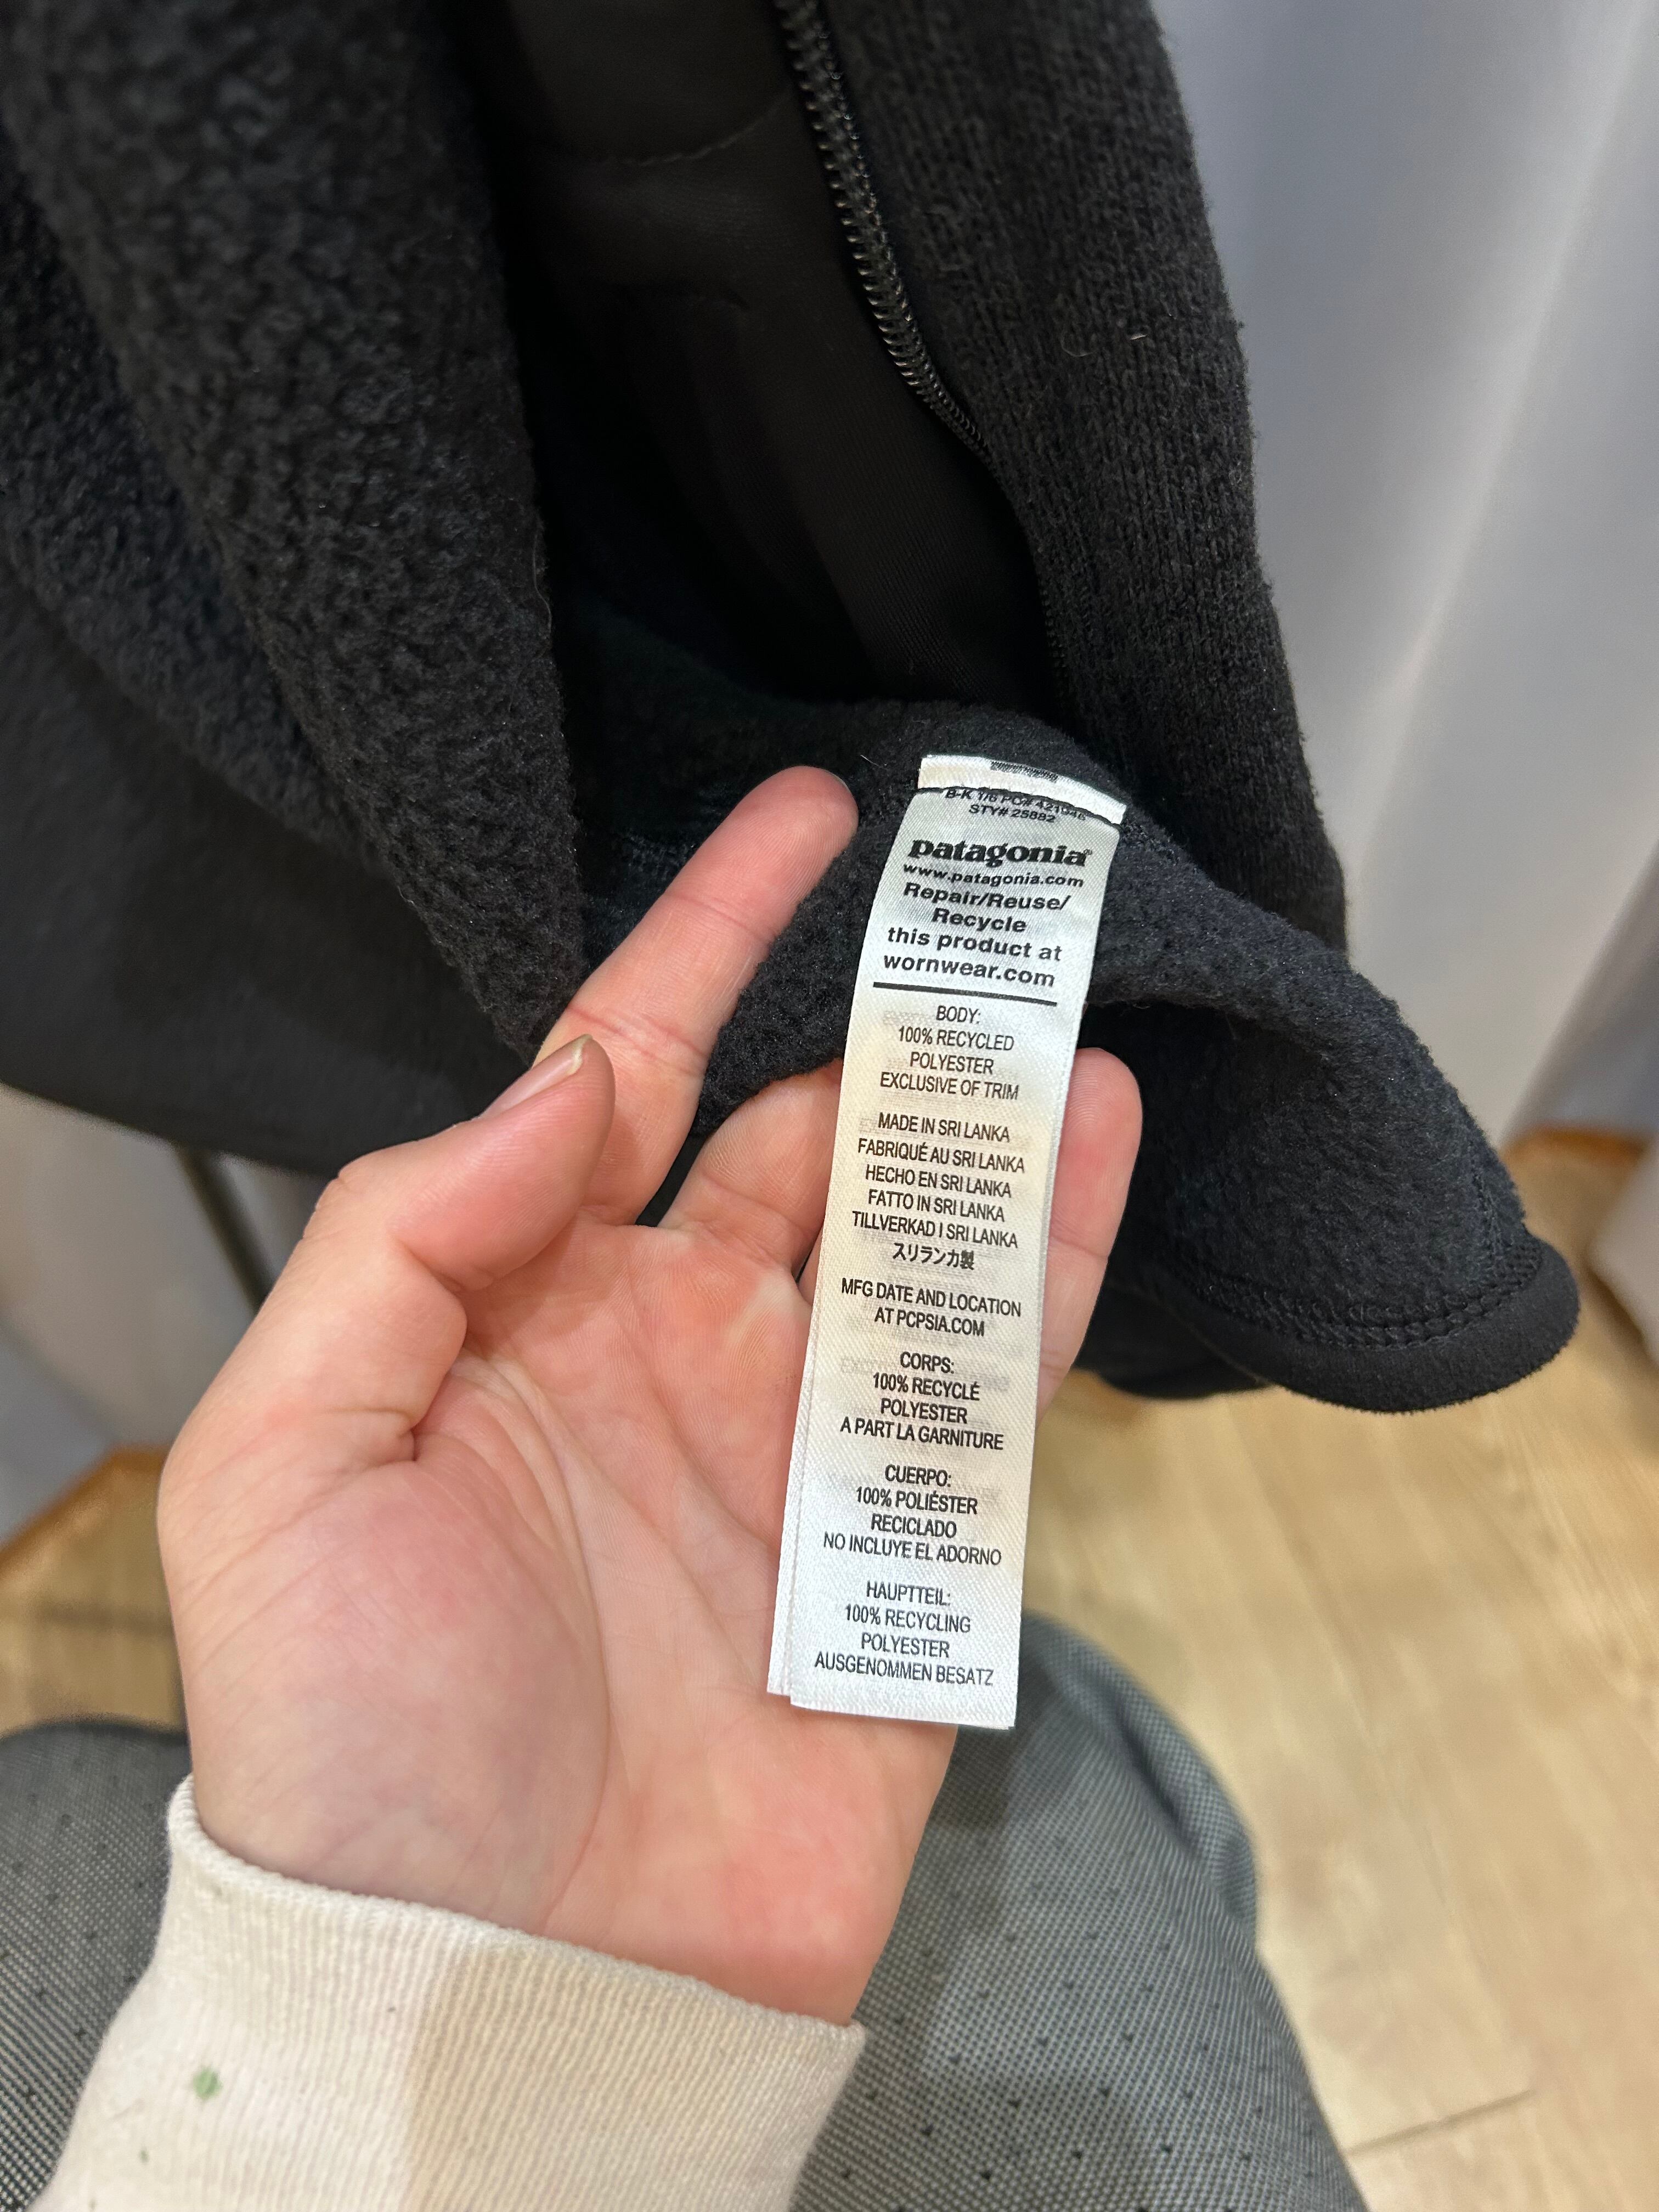 B-K 1/6 PO# 421046
STY# 25882
patagonia®
www.patagonia.com
Repair/Reuse/
Recycle
this product at
wornwear.com
BODY:
100% RECYCLED
POLYESTER
EXCLUSIVE OF TRIM
MADE IN SRI LANKA
FABRIQUÉ AU SRI LANKA
HECHO EN SRI LANKA
FATTO IN SRI LANKA
TILLVERKAD I SRI LANKA
スリランカ製
MFG DATE AND LOCATION
AT PCPSIA.COM
CORPS:
100% RECYCLÉ
POLYESTER
A PART LA GARNITURE
CUERPO:
100% POLIÉSTER
RECICLADO
NO INCLUYE EL ADORNO
HAUPTTEIL:
100% RECYCLING
POLYESTER
AUSGENOMMEN BESATZ